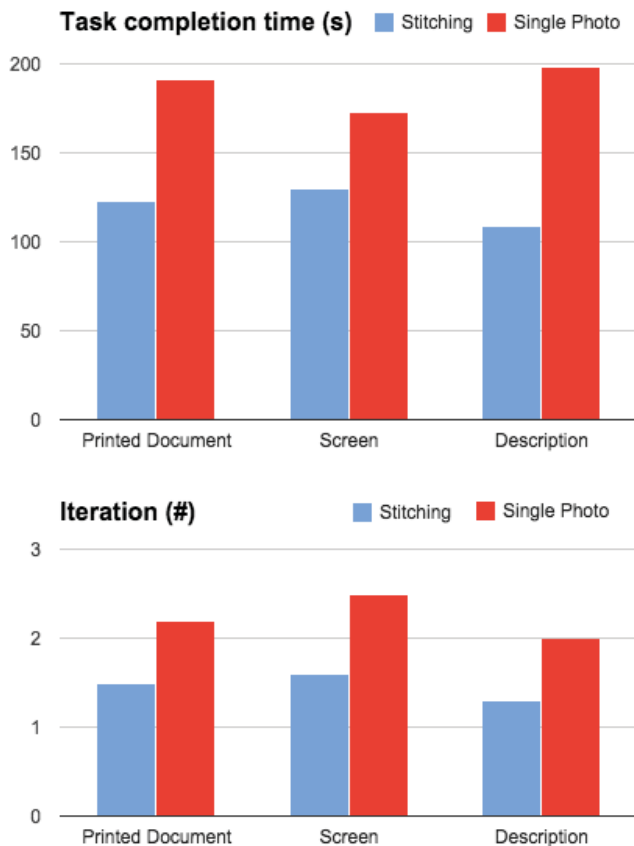 Task completion time (s) Stitching Single Photo
200
150
100
50
0
Printed Document Screen Description
Iteration (#) Stitching Single Photo
3
2
1
0
Printed Document Screen Description